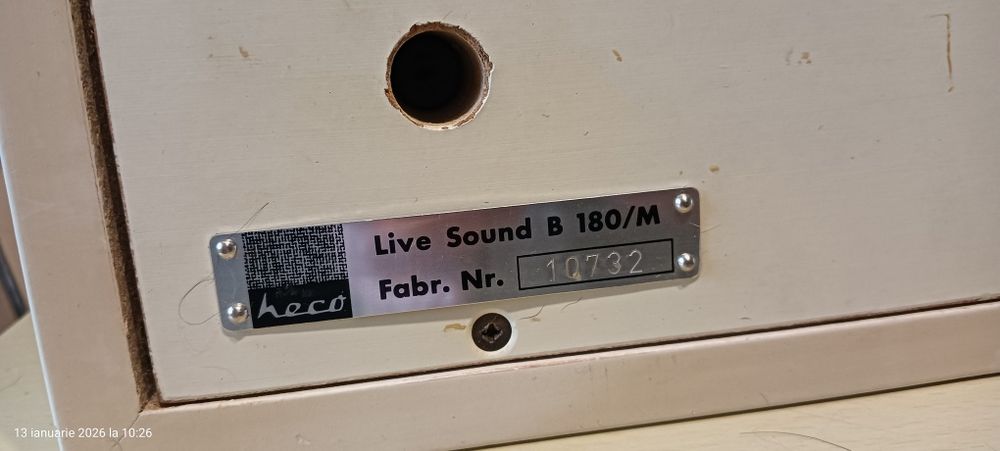 Live Sound B 180/M
Fabr. Nr. 10732
heco
13 ianuarie 2026 la 10:26